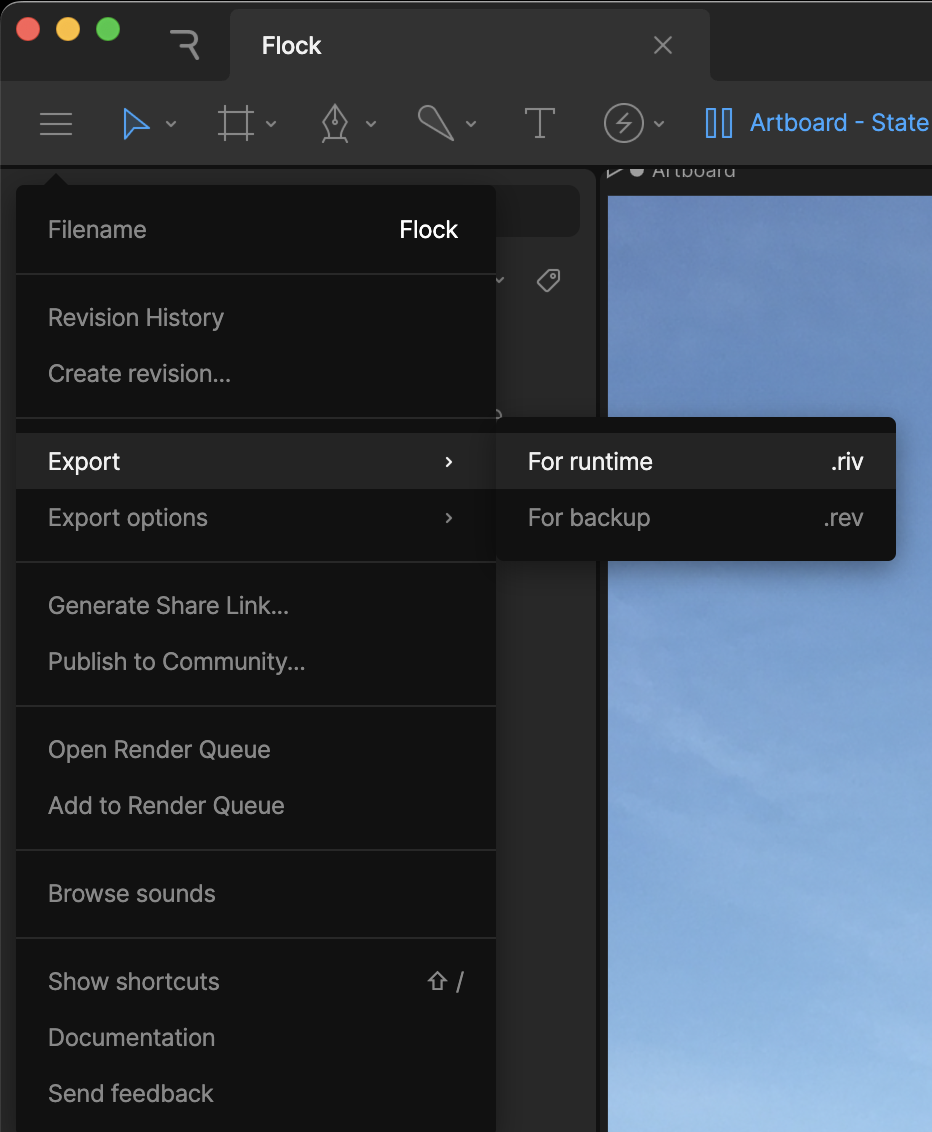 Flock
Artboard - State
Artboard
Filename Flock
Revision History
Create revision...
Export For runtime .riv
Export options For backup .rev
Generate Share Link...
Publish to Community...
Open Render Queue
Add to Render Queue
Browse sounds
Show shortcuts ⇧ /
Documentation
Send feedback